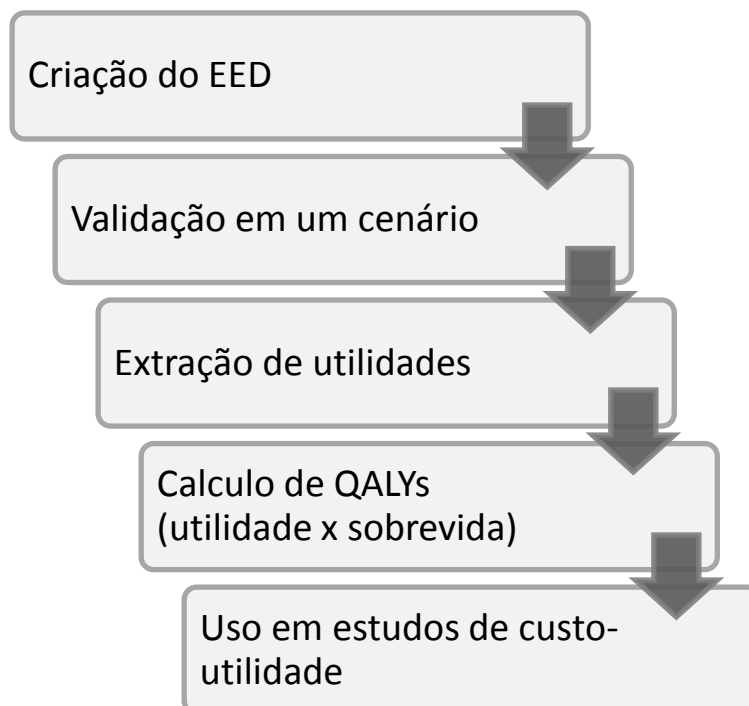 Criação do EED
Validação em um cenário
Extração de utilidades
Calculo de QALYs
(utilidade x sobrevida)
Uso em estudos de custo-
utilidade